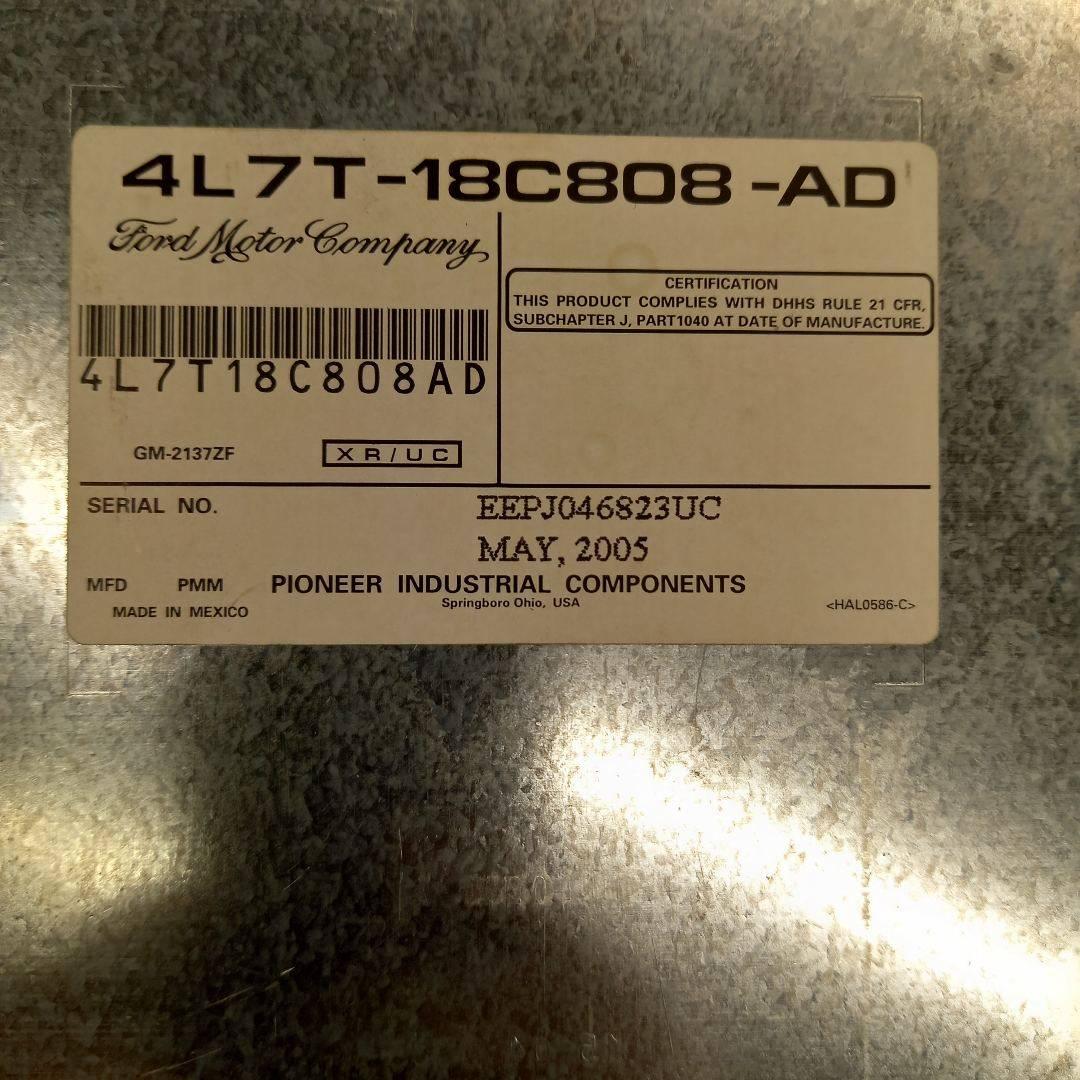 4L7T-18C808-AD
Ford Motor Company
CERTIFICATION
THIS PRODUCT COMPLIES WITH DHHS RULE 21 CFR,
SUBCHAPTER J, PART1040 AT DATE OF MANUFACTURE.
4L7T18C808AD
GM-2137ZF
XR/UC
SERIAL NO. EEPJ046823UC
MAY, 2005
MFD PMM PIONEER INDUSTRIAL COMPONENTS
MADE IN MEXICO Springboro Ohio, USA <HAL0586-C>